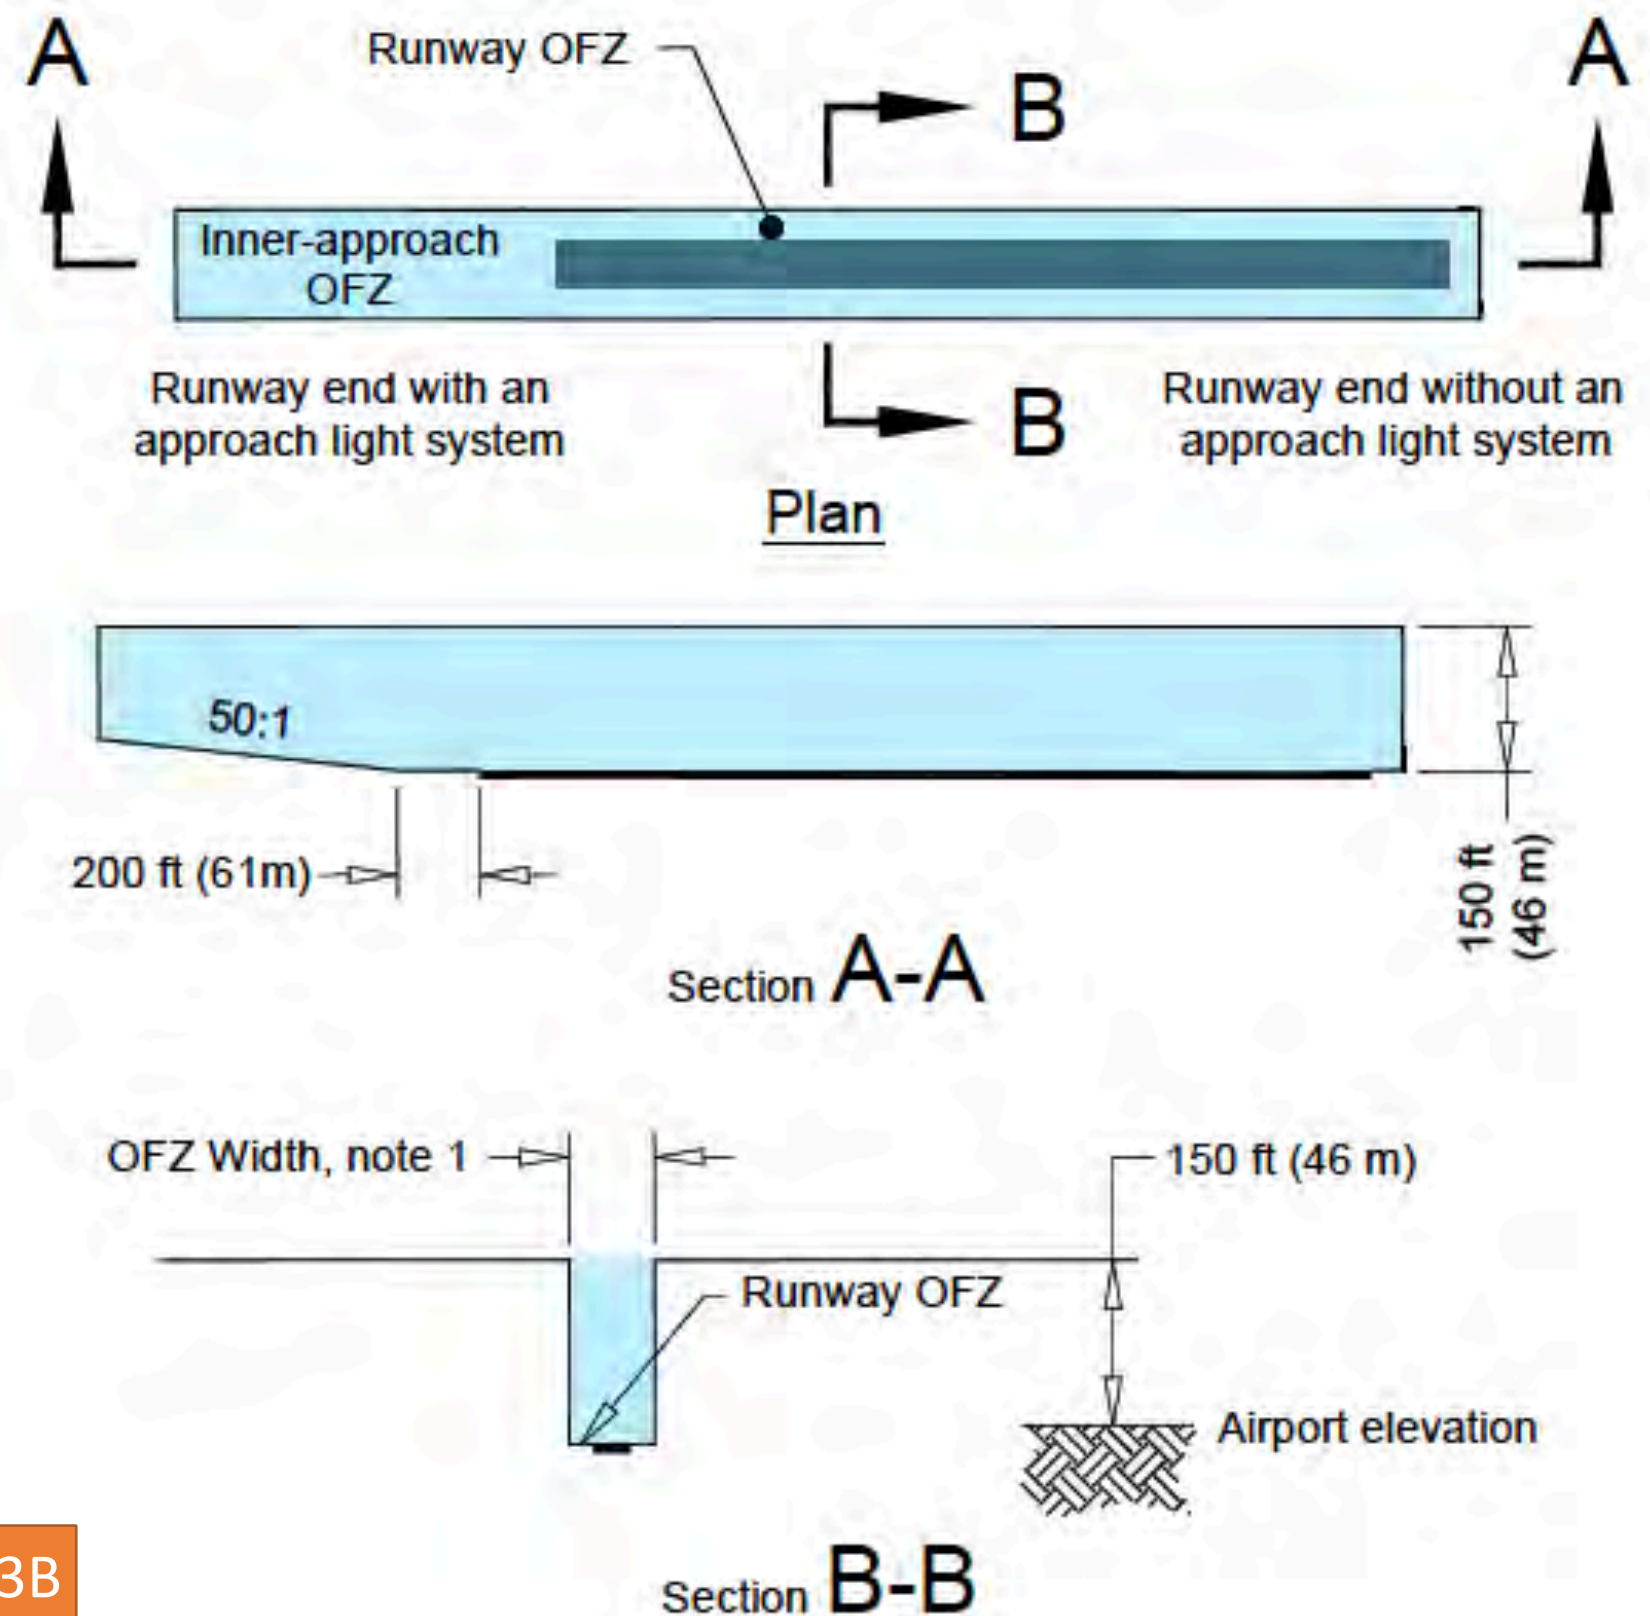 A
Runway OFZ
A
B
Inner-approach
OFZ
Runway end with an
approach light system
B
Runway end without an
approach light system
Plan
50:1
200 ft (61m)
150 ft
(46 m)
Section A-A
OFZ Width, note 1
150 ft (46 m)
Runway OFZ
Airport elevation
Section B-B
3B